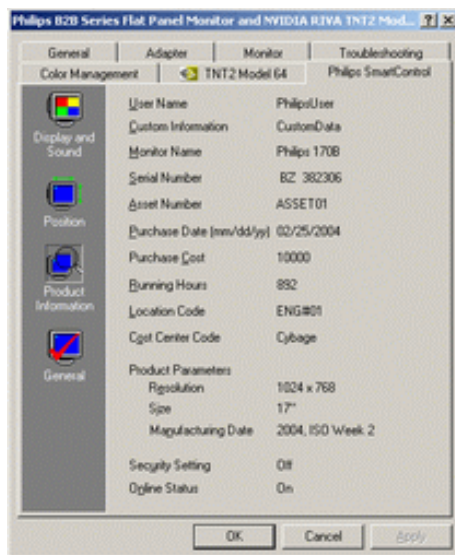 Philips B2B Series Flat Panel Monitor and NVIDIA RIVA TNT2 Mod... ? X
General Adapter Monitor Troubleshooting
Color Management TNT2 Model 64 Philips SmartControl
Display and Sound
Position
Product Information
General
User Name PhilipsUser
Custom Information CustomData
Monitor Name Philips 170B
Serial Number BZ 382306
Asset Number ASSET01
Purchase Date (mm/dd/yy) 02/25/2004
Purchase Cost 10000
Running Hours 892
Location Code ENG#01
Cost Center Code Cybage
Product Parameters
Resolution 1024 x 768
Size 17"
Manufacturing Date 2004, ISO Week 2
Security Setting Off
Online Status On
OK Cancel Apply